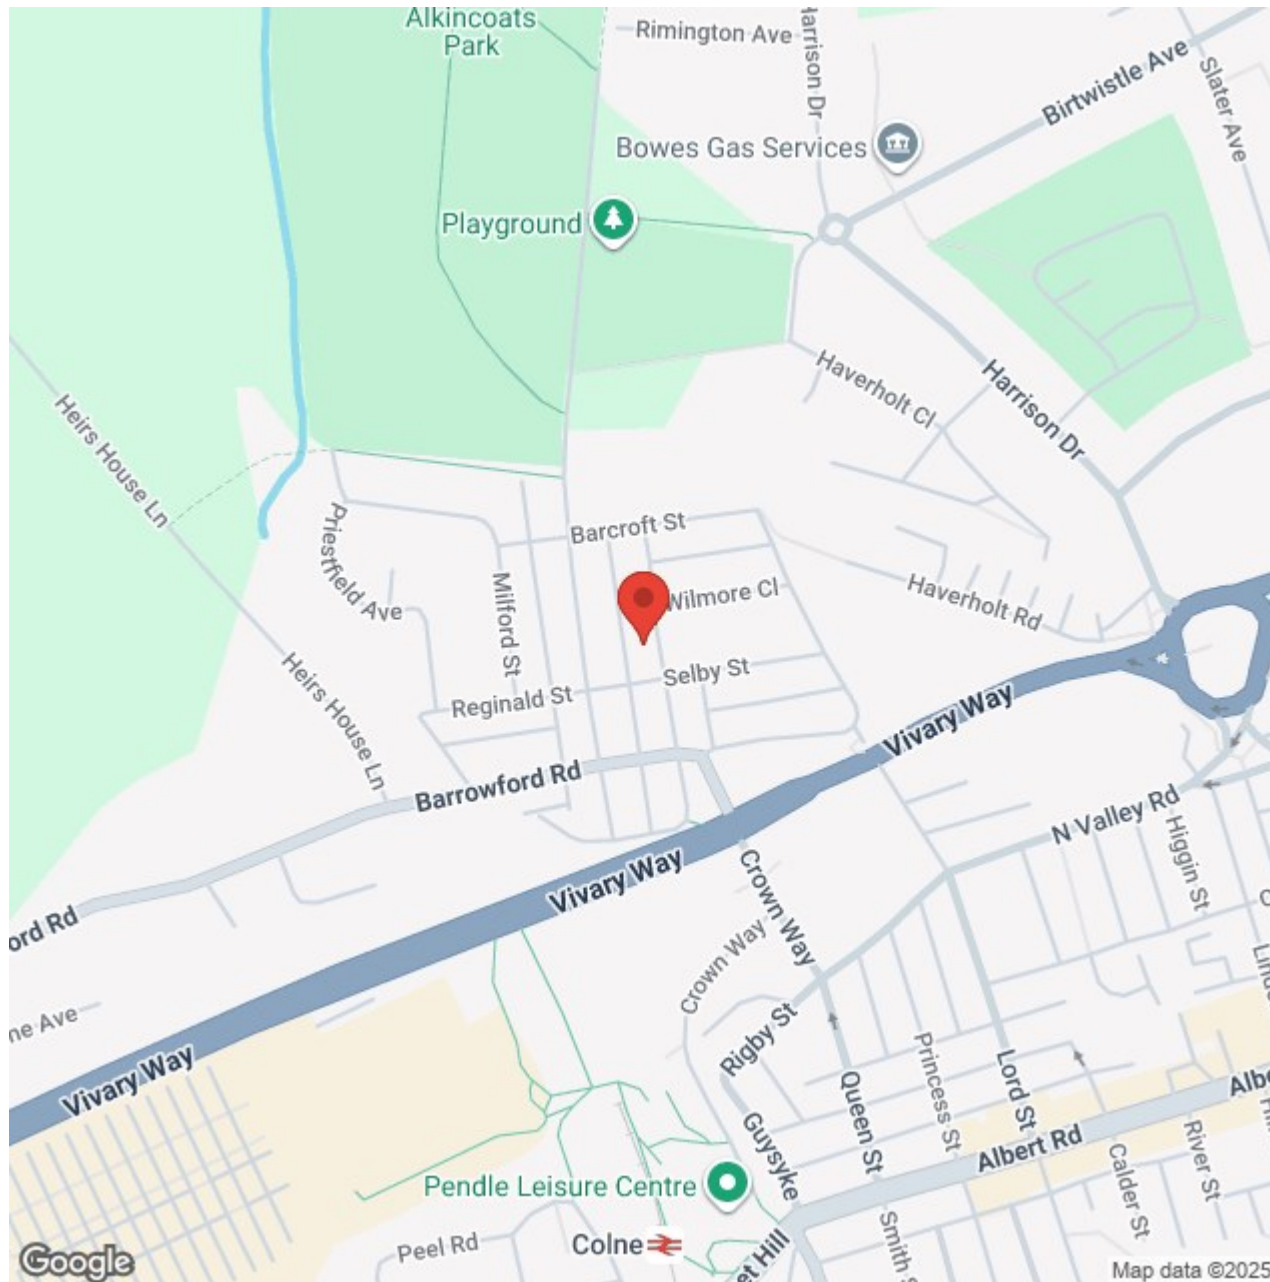 Alkincoats
Park
Rimington Ave
Harrison Dr
Birtwistle Ave
Slater Ave
Bowes Gas Services
Playground
Haverholt Cl
Harrison Dr
Heirs House Ln
Barcroft St
Priestfield Ave
Milford St
Wilmore Cl
Haverholt Rd
Selby St
Reginald St
Heirs House Ln
Vivary Way
Barrowford Rd
N Valley Rd
Higgin St
Vivary Way
Crown Way
ord Rd
Crown Way
ne Ave
Rigby St
Princess St
Lord St
Vivary Way
Queen St
Guysyke
Albert Rd
Calder St
River St
Pendle Leisure Centre
Colne
Peel Rd
et Hill
Smith S
Google
Map data ©2025